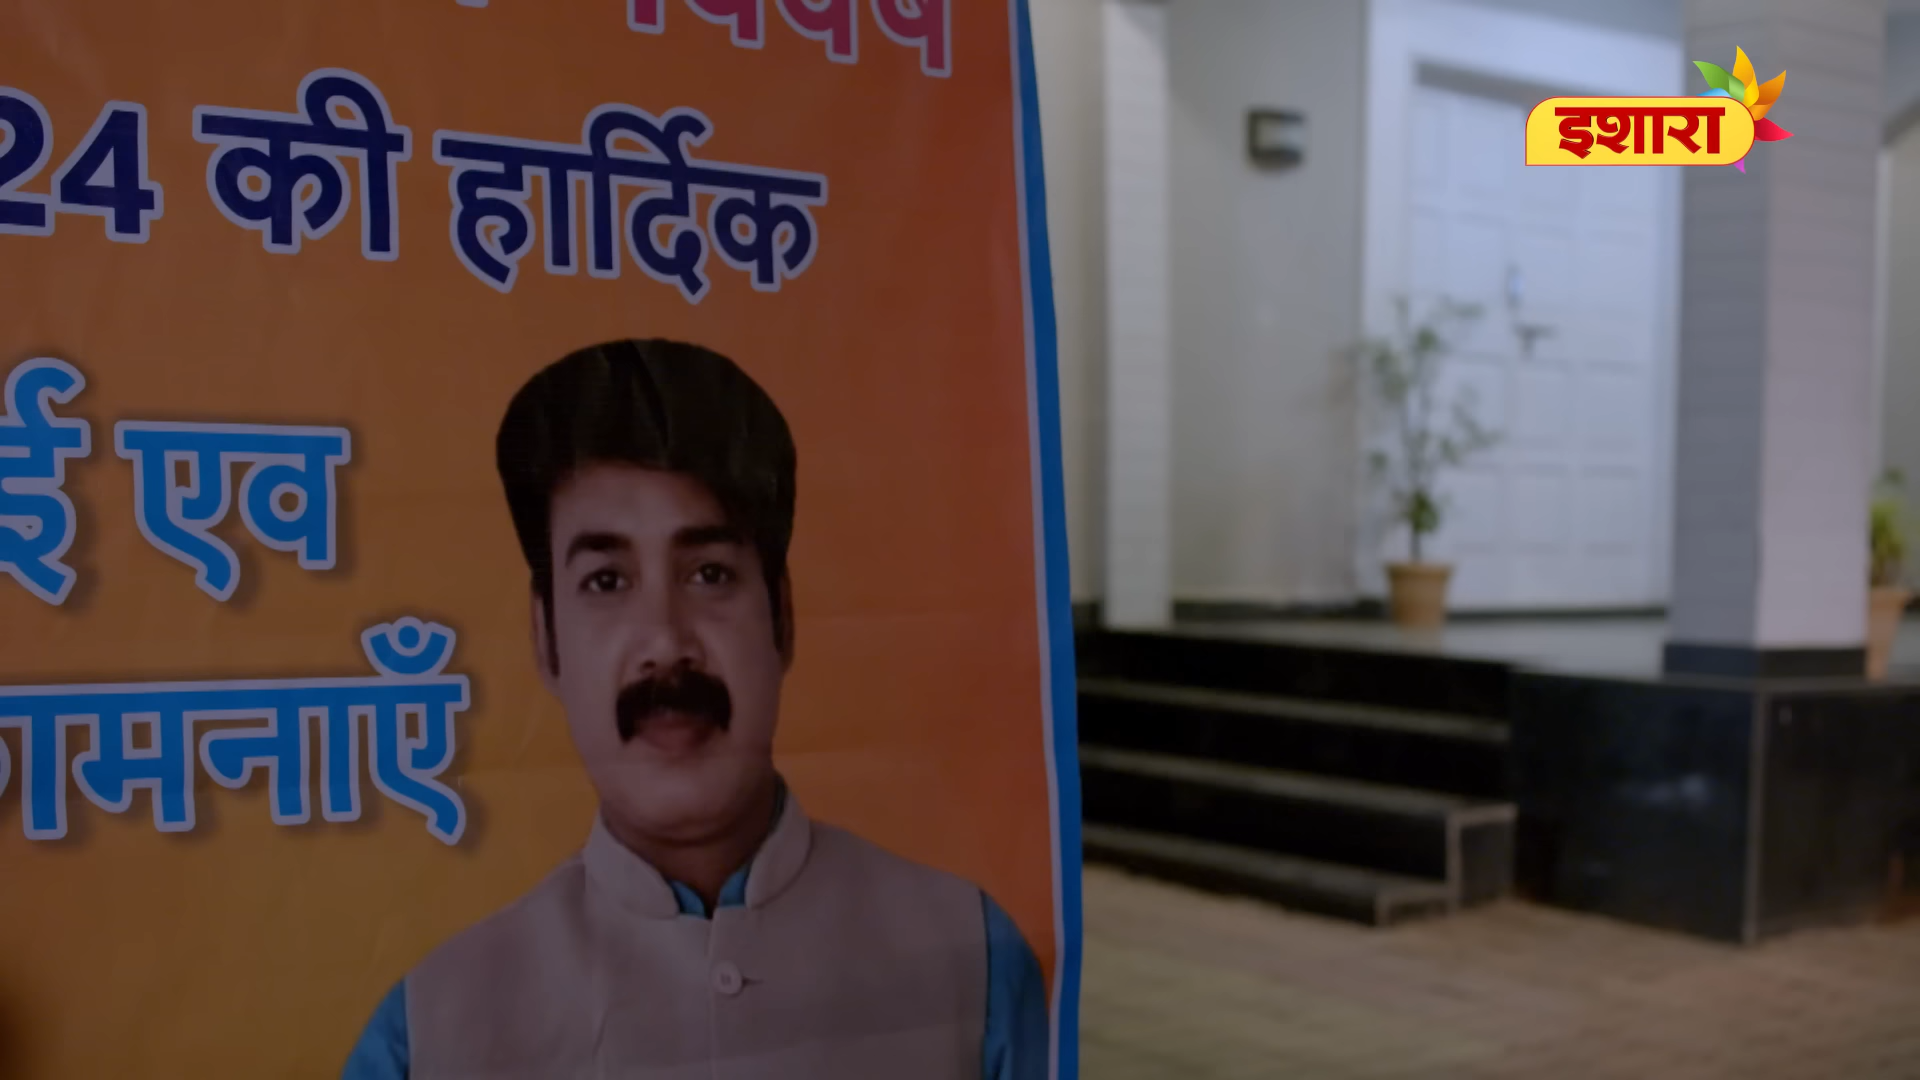 इशारा
24 की हार्दिक
ई एव
कामनाएँ